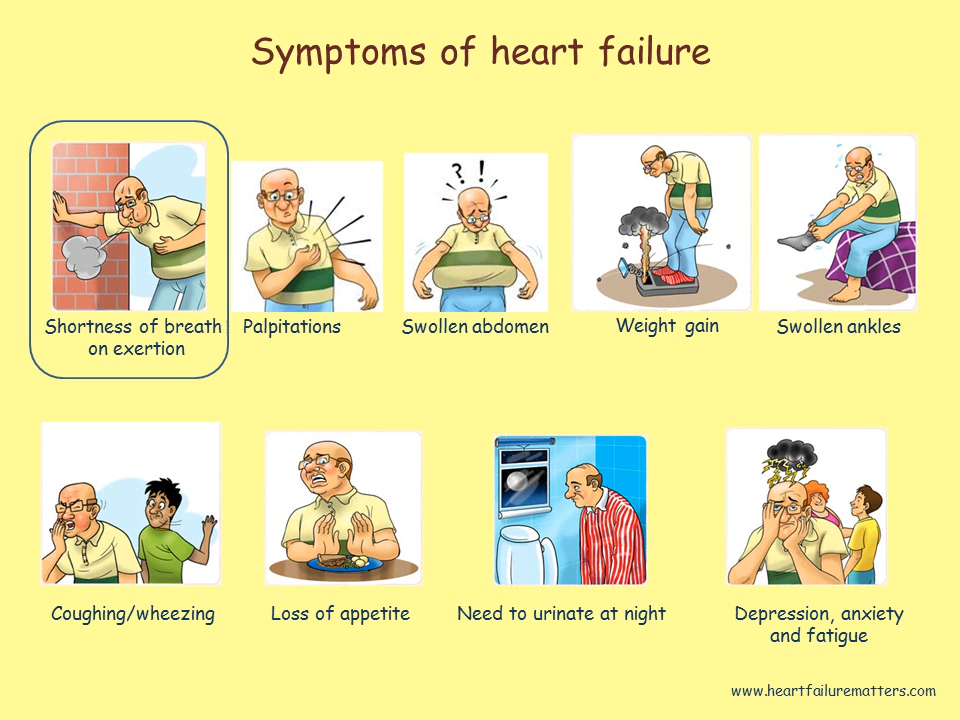 Symptoms of heart failure
Shortness of breath
on exertion
Palpitations
Swollen abdomen
Weight gain
Swollen ankles
? !
Coughing/wheezing
Loss of appetite
Need to urinate at night
Depression, anxiety
and fatigue
www.heartfailurematters.com